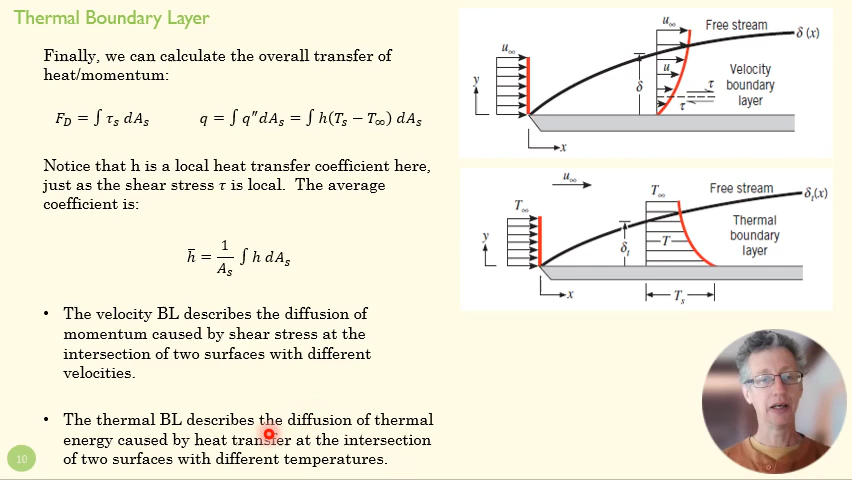 Thermal Boundary Layer
Finally, we can calculate the overall transfer of
heat/momentum:
F_D = ∫ τ_s dA_s
q = ∫ q″dA_s = ∫ h(T_s − T_∞) dA_s
Notice that h is a local heat transfer coefficient here,
just as the shear stress τ is local. The average
coefficient is:
h̄ = 1/A_s ∫ h dA_s
• The velocity BL describes the diffusion of
momentum caused by shear stress at the
intersection of two surfaces with different
velocities.
• The thermal BL describes the diffusion of thermal
energy caused by heat transfer at the intersection
of two surfaces with different temperatures.
10
u_∞
Free stream
δ(x)
u_∞
y
δ
u
τ
τ
Velocity
boundary
layer
x
u_∞
T_∞
Free stream
δ_t(x)
T_∞
y
δ_t
T
Thermal
boundary
layer
x
T_s